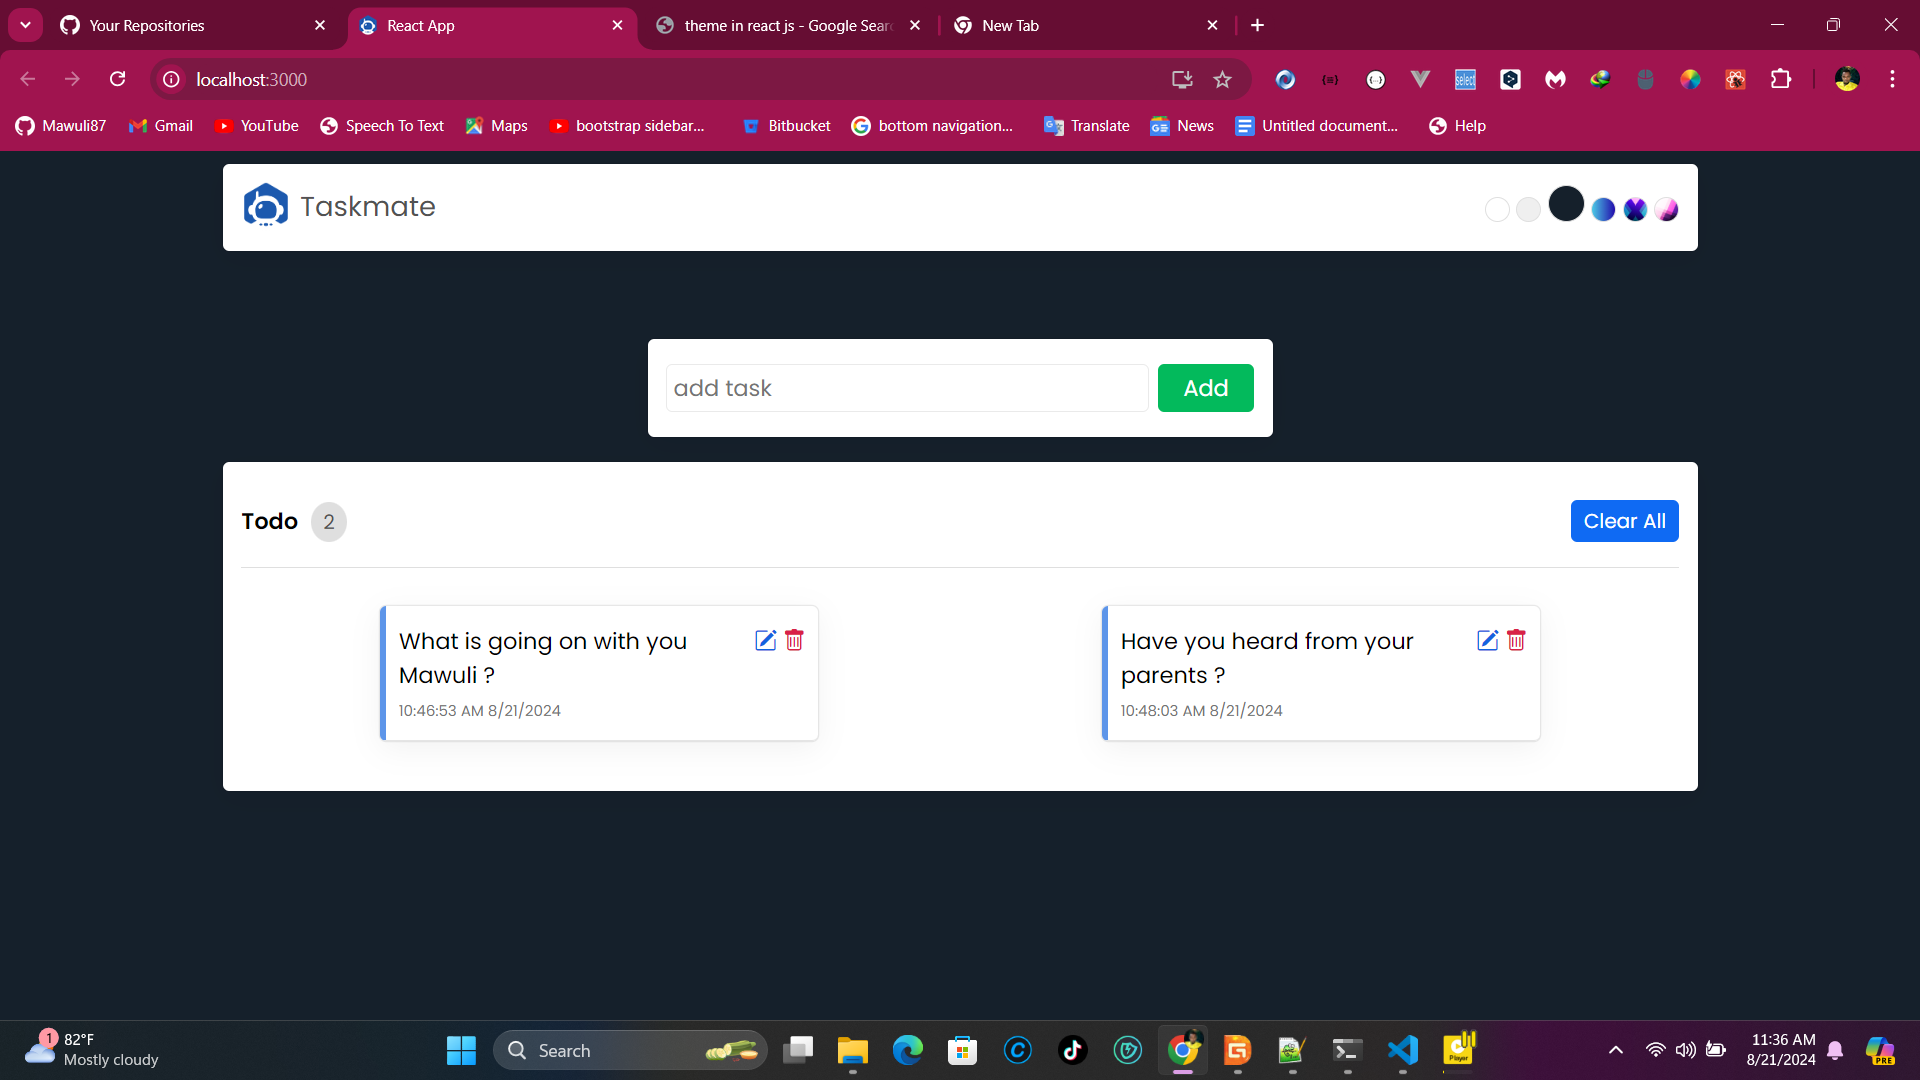 Your Repositories
React App
theme in react js - Google Sear
New Tab
localhost:3000
Mawuli87
Gmail
YouTube
Speech To Text
Maps
bootstrap sidebar...
Bitbucket
bottom navigation...
Translate
News
Untitled document...
Help
Taskmate
add task
Add
Todo 2
Clear All
What is going on with you
Mawuli ?
10:46:53 AM 8/21/2024
Have you heard from your
parents ?
10:48:03 AM 8/21/2024
1
82°F
Mostly cloudy
Search
Player
11:36 AM
8/21/2024
PRE